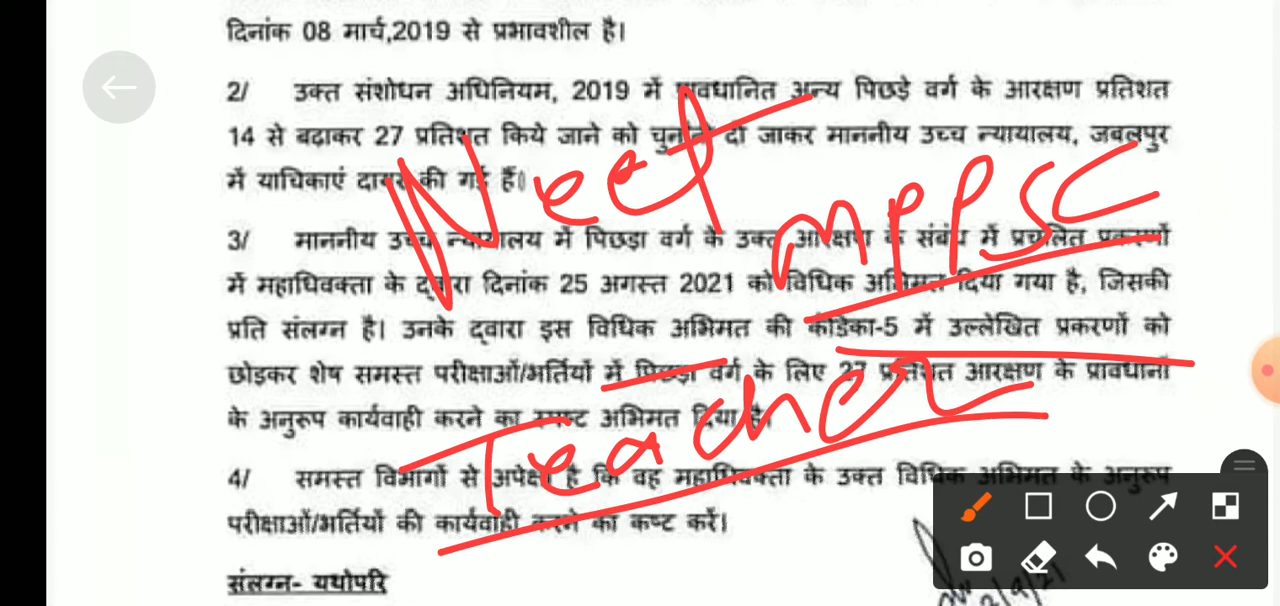 दिनांक 08 मार्च,2019 से प्रभावशील है।
2/ उक्त संशोधन अधिनियम, 2019 में प्रावधानित अन्य पिछड़े वर्ग के आरक्षण प्रतिशत
14 से बढाकर 27 प्रतिशत किये जाने को चुनौती दी जाकर माननीय उच्च न्यायालय, जबलपुर
में याचिकाएं दायर की गई हैं।
Neet
mppsc
3/ माननीय उच्च न्यायालय में पिछड़ा वर्ग के उक्त आरक्षण के संबंध में प्रचलित प्रकरणों
में महाधिवक्ता के द्वारा दिनांक 25 अगस्त 2021 को विधिक अभिमत दिया गया है, जिसकी
प्रति संलग्न है। उनके द्वारा इस विधिक अभिमत की कंडिका-5 में उल्लेखित प्रकरणों को
छोड़कर शेष समस्त परीक्षाओं/भर्तियों में पिछड़ा वर्ग के लिए 27 प्रतिशत आरक्षण के प्रावधानों
के अनुरूप कार्यवाही करने का स्पष्ट अभिमत दिया है।
Teacher
4/ समस्त विभागों से अपेक्षा है कि वह महाधिवक्ता के उक्त विधिक अभिमत के अनुरूप
परीक्षाओं/भर्तियों की कार्यवाही करने का कष्ट करें।
संलग्न- यथोपरि